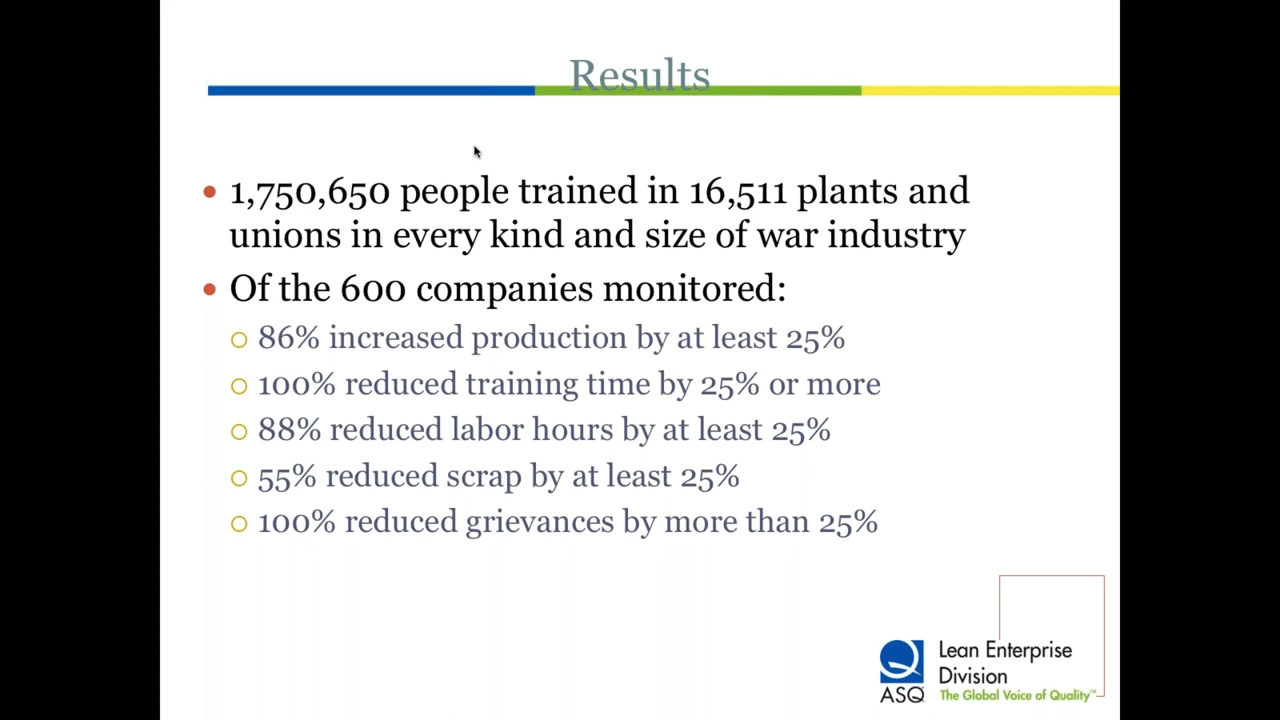 Results
• 1,750,650 people trained in 16,511 plants and
unions in every kind and size of war industry
• Of the 600 companies monitored:
○ 86% increased production by at least 25%
○ 100% reduced training time by 25% or more
○ 88% reduced labor hours by at least 25%
○ 55% reduced scrap by at least 25%
○ 100% reduced grievances by more than 25%
Lean Enterprise
Division
ASQ The Global Voice of Quality™